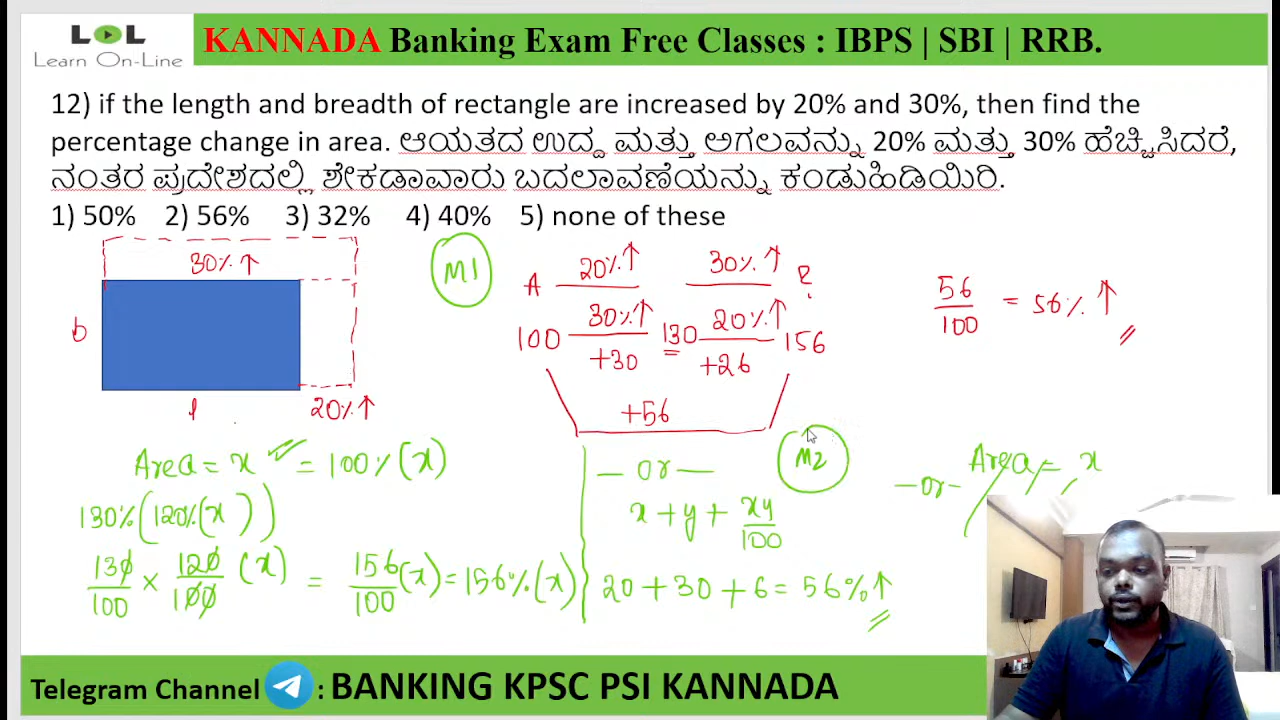 LOL
Learn On-Line
KANNADA Banking Exam Free Classes : IBPS | SBI | RRB.
12) if the length and breadth of rectangle are increased by 20% and 30%, then find the
percentage change in area. ಆಯತದ ಉದ್ದ ಮತ್ತು ಅಗಲವನ್ನು 20% ಮತ್ತು 30% ಹೆಚ್ಚಿಸಿದರೆ,
ನಂತರ ಪ್ರದೇಶದಲ್ಲಿ ಶೇಕಡಾವಾರು ಬದಲಾವಣೆಯನ್ನು ಕಂಡುಹಿಡಿಯಿರಿ.
1) 50% 2) 56% 3) 32% 4) 40% 5) none of these
30% ↑
b
l
20% ↑
M1
A 20% ↑ 30% ↑ ?
100 30% ↑ 130 20% ↑ 156
+30 +26
+56
56/100 = 56% ↑
Area = x = 100% (x)
130% (120% (x))
130/100 × 120/100 (x) = 156/100 (x) = 156% (x)
— or —
M2
x + y + xy/100
20 + 30 + 6 = 56% ↑
Area = x
—or—
Telegram Channel : BANKING KPSC PSI KANNADA